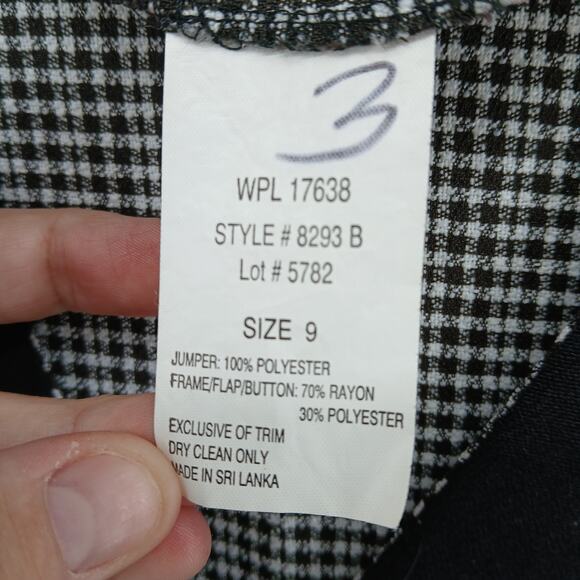 3
WPL 17638
STYLE # 8293 B
Lot # 5782
SIZE 9
JUMPER: 100% POLYESTER
FRAME/FLAP/BUTTON: 70% RAYON
30% POLYESTER
EXCLUSIVE OF TRIM
DRY CLEAN ONLY
MADE IN SRI LANKA